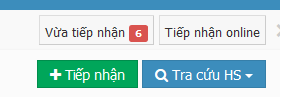 Vừa tiếp nhận 6 Tiếp nhận online
Tiếp nhận Tra cứu HS